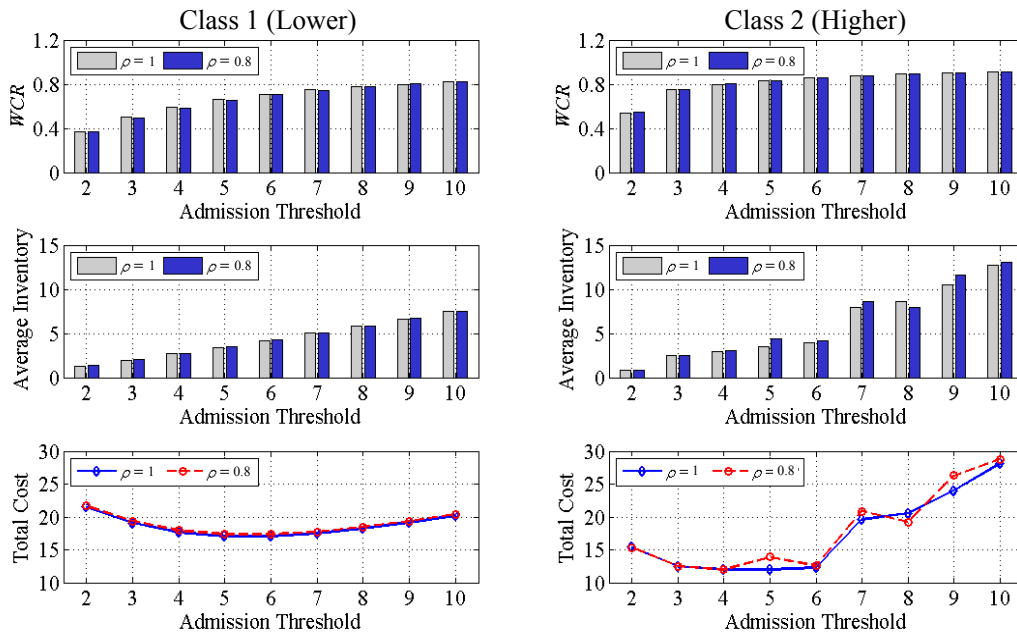 Class 1 (Lower)
Class 2 (Higher)
1.2
0.8
0.4
0
WCR
ρ = 1
ρ = 0.8
2 3 4 5 6 7 8 9 10
Admission Threshold
1.2
0.8
0.4
0
WCR
ρ = 1
ρ = 0.8
2 3 4 5 6 7 8 9 10
Admission Threshold
15
10
5
0
Average Inventory
ρ = 1
ρ = 0.8
2 3 4 5 6 7 8 9 10
Admission Threshold
15
10
5
0
Average Inventory
ρ = 1
ρ = 0.8
2 3 4 5 6 7 8 9 10
Admission Threshold
30
25
20
15
10
Total Cost
ρ = 1
ρ = 0.8
2 3 4 5 6 7 8 9 10
Admission Threshold
30
25
20
15
10
Total Cost
ρ = 1
ρ = 0.8
2 3 4 5 6 7 8 9 10
Admission Threshold